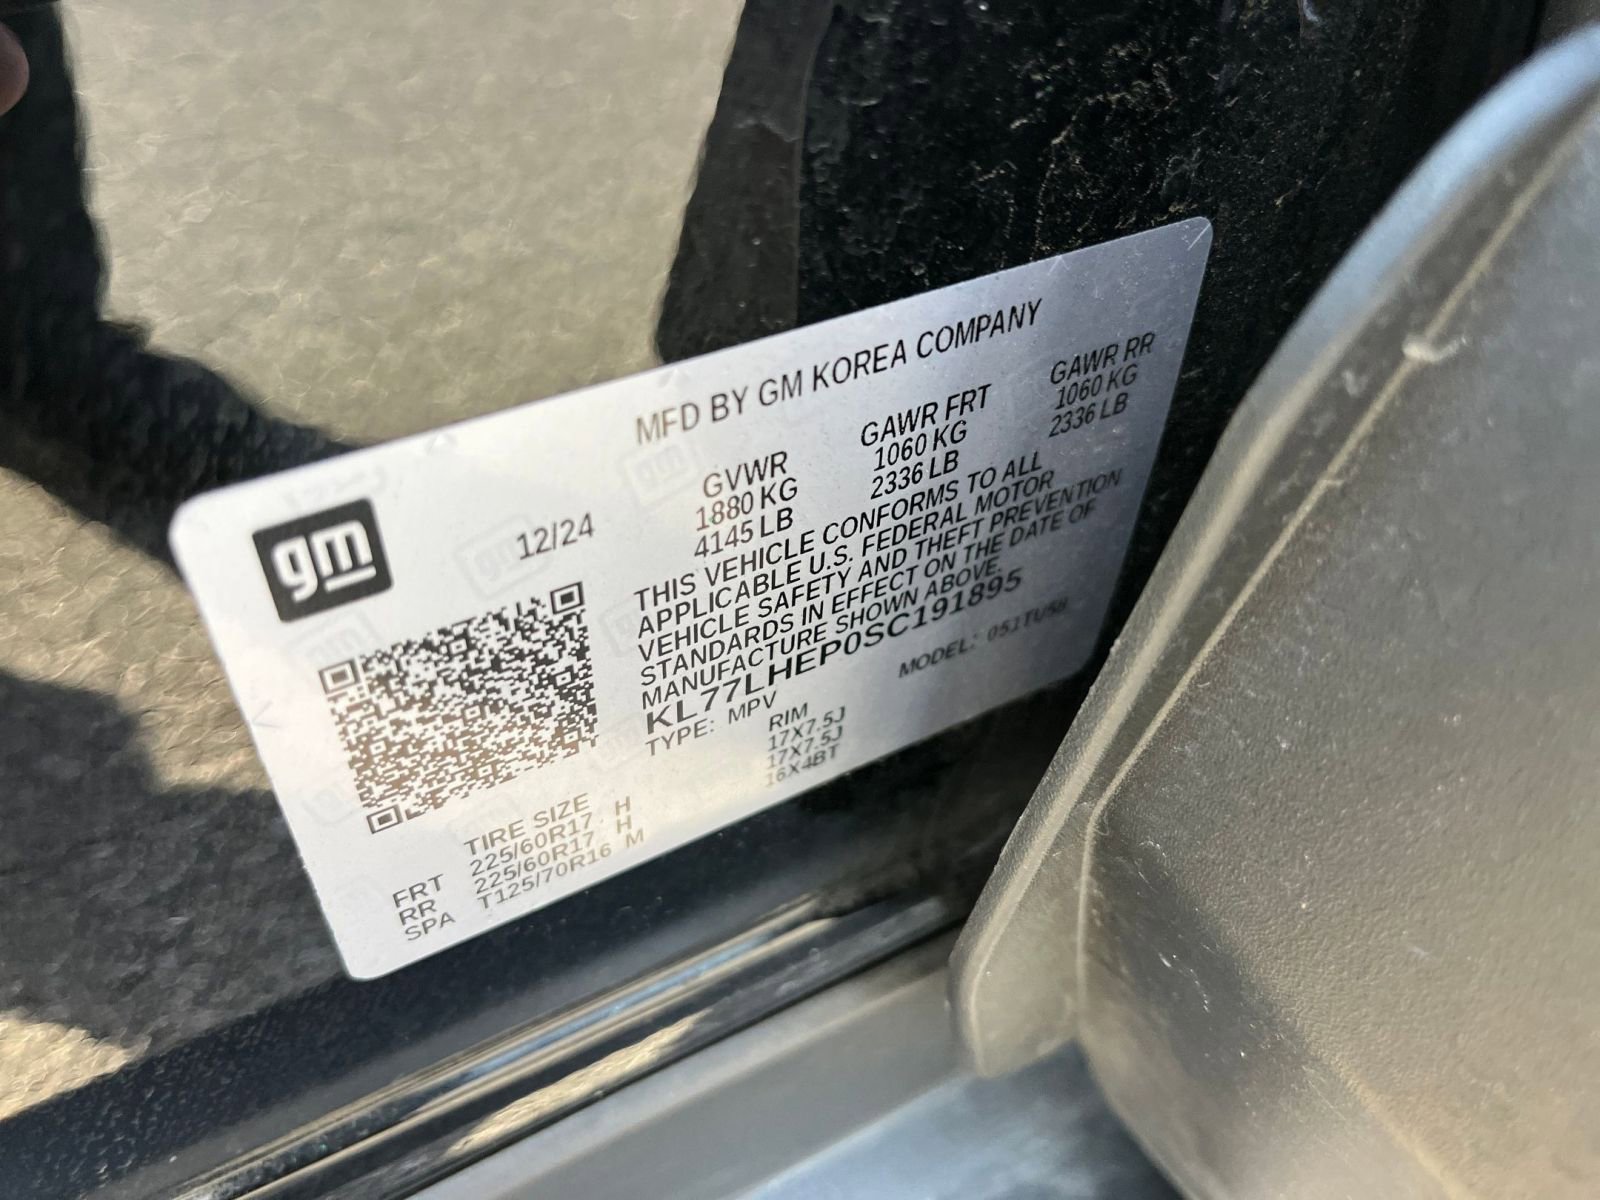 MFD BY GM KOREA COMPANY
gm
12/24
GVWR GAWR FRT GAWR RR
1880 KG 1060 KG 1060 KG
4145 LB 2336 LB 2336 LB
THIS VEHICLE CONFORMS TO ALL
APPLICABLE U.S. FEDERAL MOTOR
VEHICLE SAFETY AND THEFT PREVENTION
STANDARDS IN EFFECT ON THE DATE OF
MANUFACTURE SHOWN ABOVE.
KL77LHEP0SC191895
TYPE: MPV MODEL: 051TU58
TIRE SIZE RIM
FRT 225/60R17 H 17X7.5J
RR 225/60R17 H 17X7.5J
SPA T125/70R16 M 16X4BT